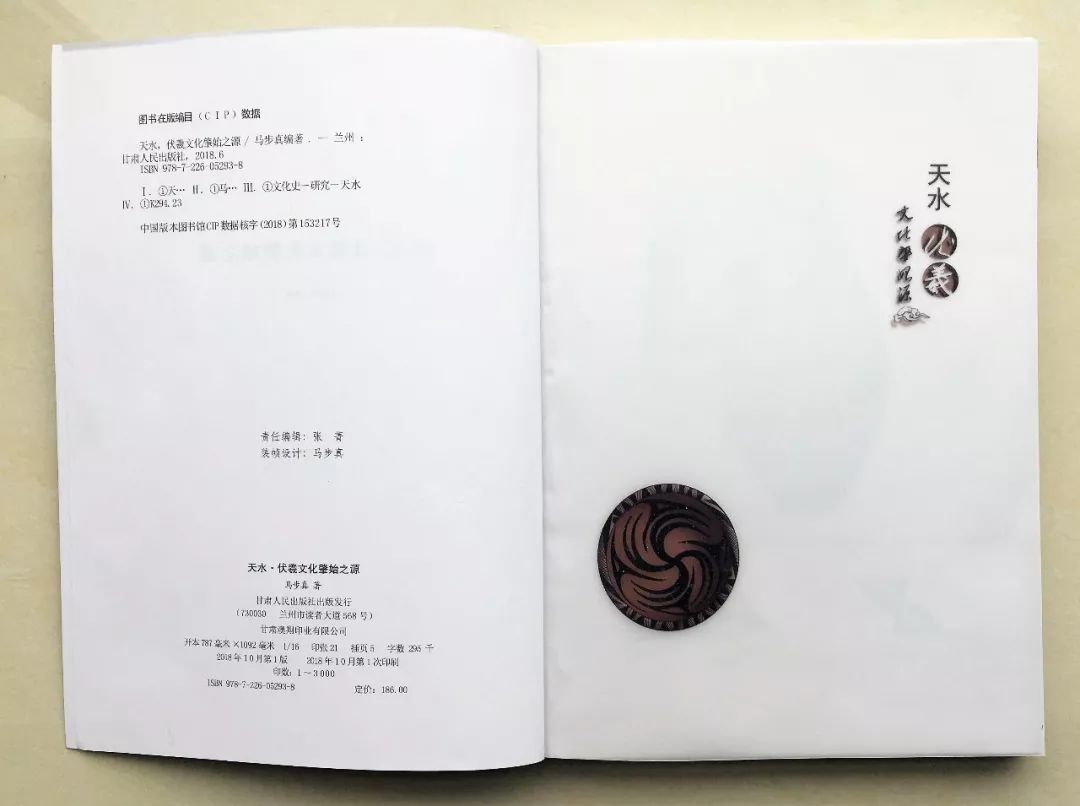 图书在版编目（CIP）数据
天水，伏羲文化肇始之源 / 马步真编著．— 兰州：
甘肃人民出版社，2018.6
ISBN 978-7-226-05293-8
Ⅰ．①天… Ⅱ．①马… Ⅲ．①文化史—研究—天水
Ⅳ．①K294.23
中国版本图书馆CIP数据核字(2018)第153217号
责任编辑：张 菁
装帧设计：马步真
天水·伏羲文化肇始之源
马步真 著
甘肃人民出版社出版发行
(730030 兰州市读者大道568号)
甘肃澳翔印业有限公司
开本787毫米×1092毫米 1/16 印张21 插页5 字数295千
2018年10月第1版 2018年10月第1次印刷
印数：1～3000
ISBN 978-7-226-05293-8 定价：186.00
天水
伏羲
文化肇始源